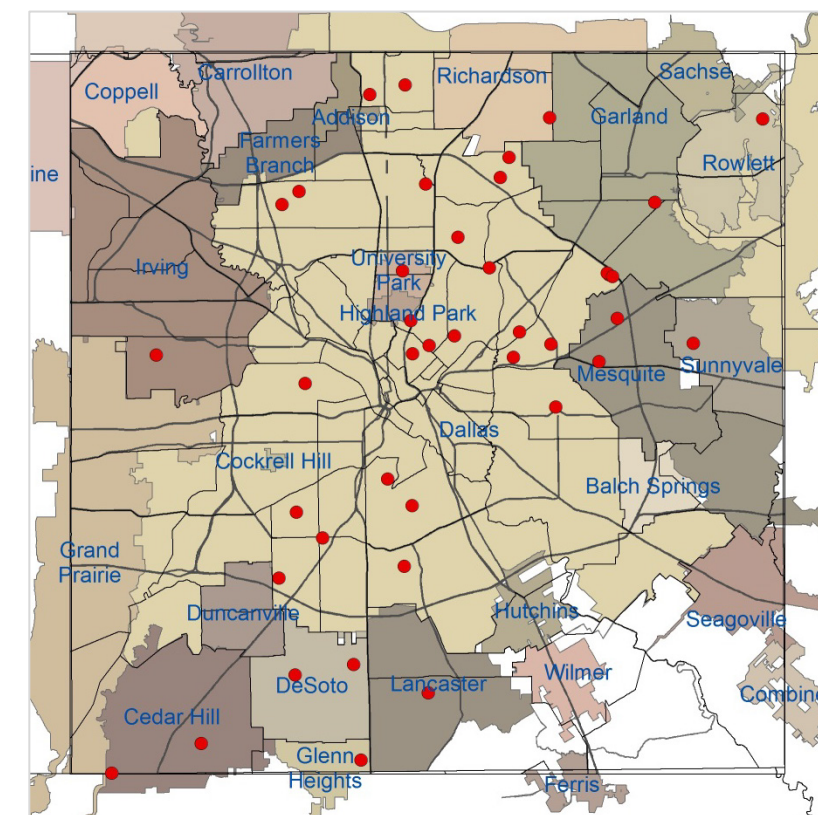 Coppell
Carrollton
Richardson
Sachse
Addison
Garland
Farmers
Branch
Rowlett
ine
Irving
University
Park
Highland Park
Mesquite
Sunnyvale
Dallas
Cockrell Hill
Balch Springs
Grand
Prairie
Duncanville
Hutchins
Seagoville
DeSoto
Lancaster
Wilmer
Combine
Cedar Hill
Glenn
Heights
Ferris